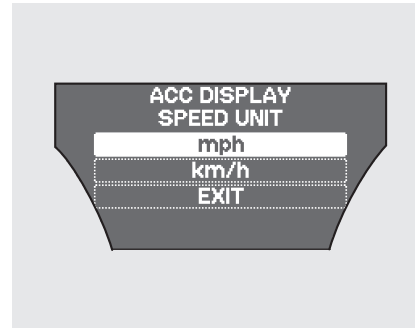 ACC DISPLAY
SPEED UNIT
mph
km/h
EXIT